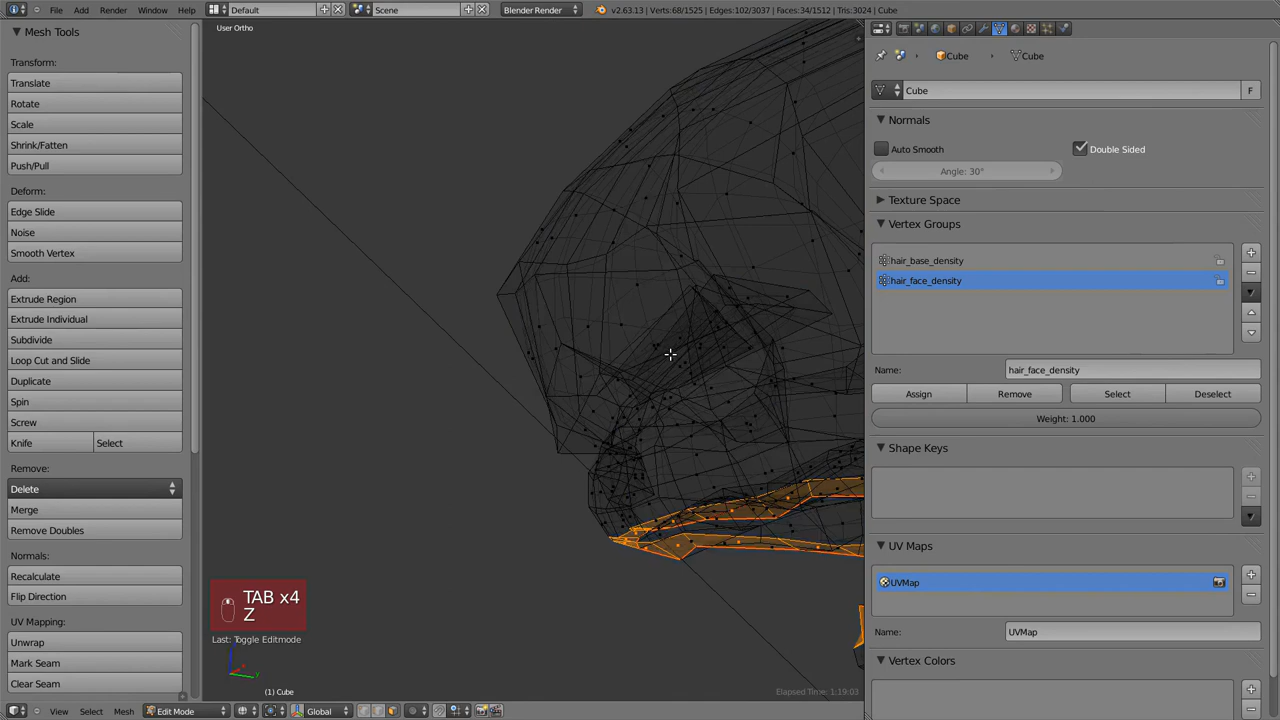 File Add Render Window Help Default Scene Blender Render v2.63.13 | Verts:68/1525 | Edges:102/3037 | Faces:34/1512 | Tris:3024 | Cube
Mesh Tools
Transform:
Translate
Rotate
Scale
Shrink/Fatten
Push/Pull
Deform:
Edge Slide
Noise
Smooth Vertex
Add:
Extrude Region
Extrude Individual
Subdivide
Loop Cut and Slide
Duplicate
Spin
Screw
Knife Select
Remove:
Delete
Merge
Remove Doubles
Normals:
Recalculate
Flip Direction
UV Mapping:
Unwrap
Mark Seam
Clear Seam
User Ortho
TAB x4
Z
Last: Toggle Editmode
(1) Cube
Elapsed Time: 1:19:03
View Select Mesh Edit Mode Global
Cube Cube
Cube F
Normals
Auto Smooth Double Sided
Angle: 30°
Texture Space
Vertex Groups
hair_base_density
hair_face_density
Name: hair_face_density
Assign Remove Select Deselect
Weight: 1.000
Shape Keys
UV Maps
UVMap
Name: UVMap
Vertex Colors